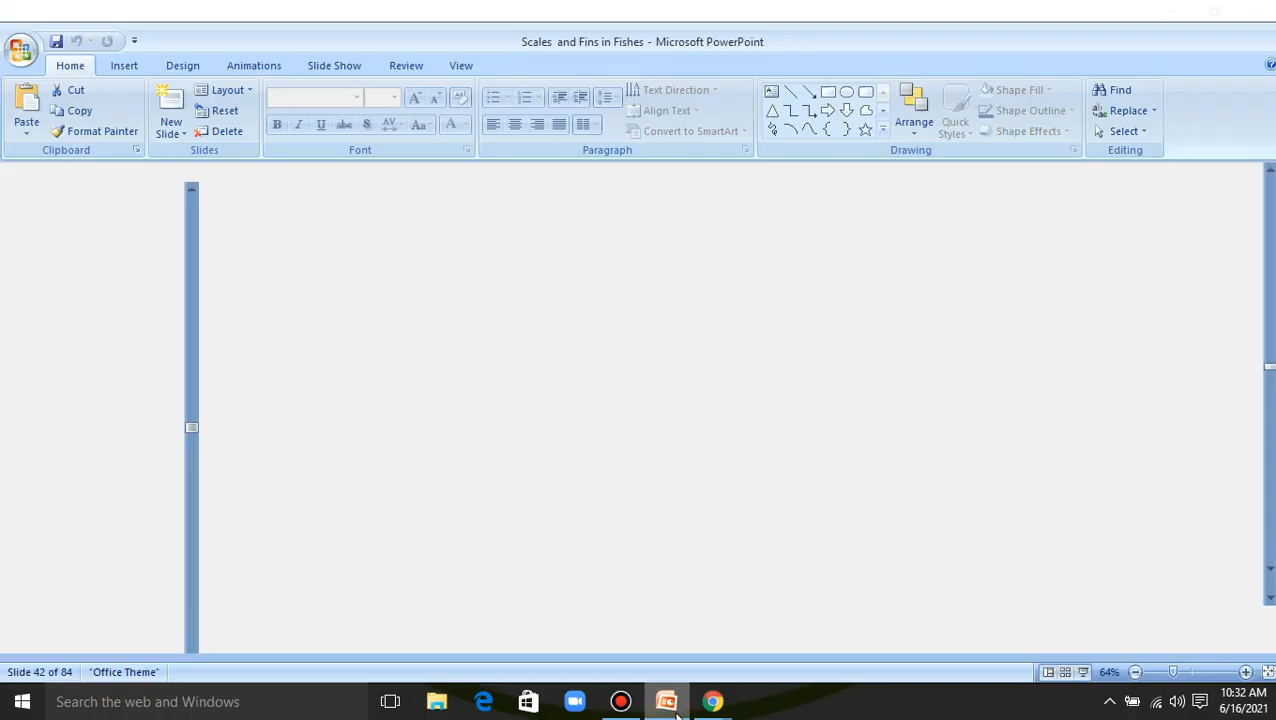 Scales and Fins in Fishes - Microsoft PowerPoint
Home Insert Design Animations Slide Show Review View
Paste
Cut
Copy
Format Painter
Clipboard
New Slide
Layout
Reset
Delete
Slides
B I U abc S AV Aa A
Font
Text Direction
Align Text
Convert to SmartArt
Paragraph
Arrange
Quick Styles
Shape Fill
Shape Outline
Shape Effects
Drawing
Find
Replace
Select
Editing
Slide 42 of 84 "Office Theme" 64%
Search the web and Windows
10:32 AM
6/16/2021